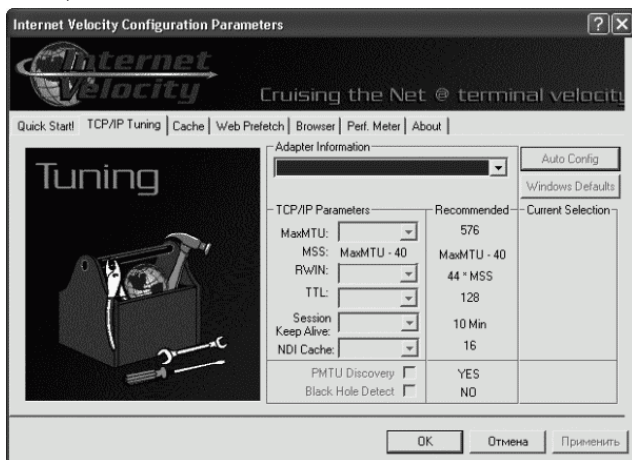 Internet Velocity Configuration Parameters
Internet
Velocity
Cruising the Net @ terminal velocity
Quick Start! TCP/IP Tuning Cache Web Prefetch Browser Perf. Meter About
Tuning
Adapter Information
Auto Config
Windows Defaults
TCP/IP Parameters Recommended Current Selection
MaxMTU: 576
MSS: MaxMTU - 40 MaxMTU - 40
RWIN: 44 * MSS
TTL: 128
Session
Keep Alive: 10 Min
NDI Cache: 16
PMTU Discovery YES
Black Hole Detect NO
OK Отмена Применить